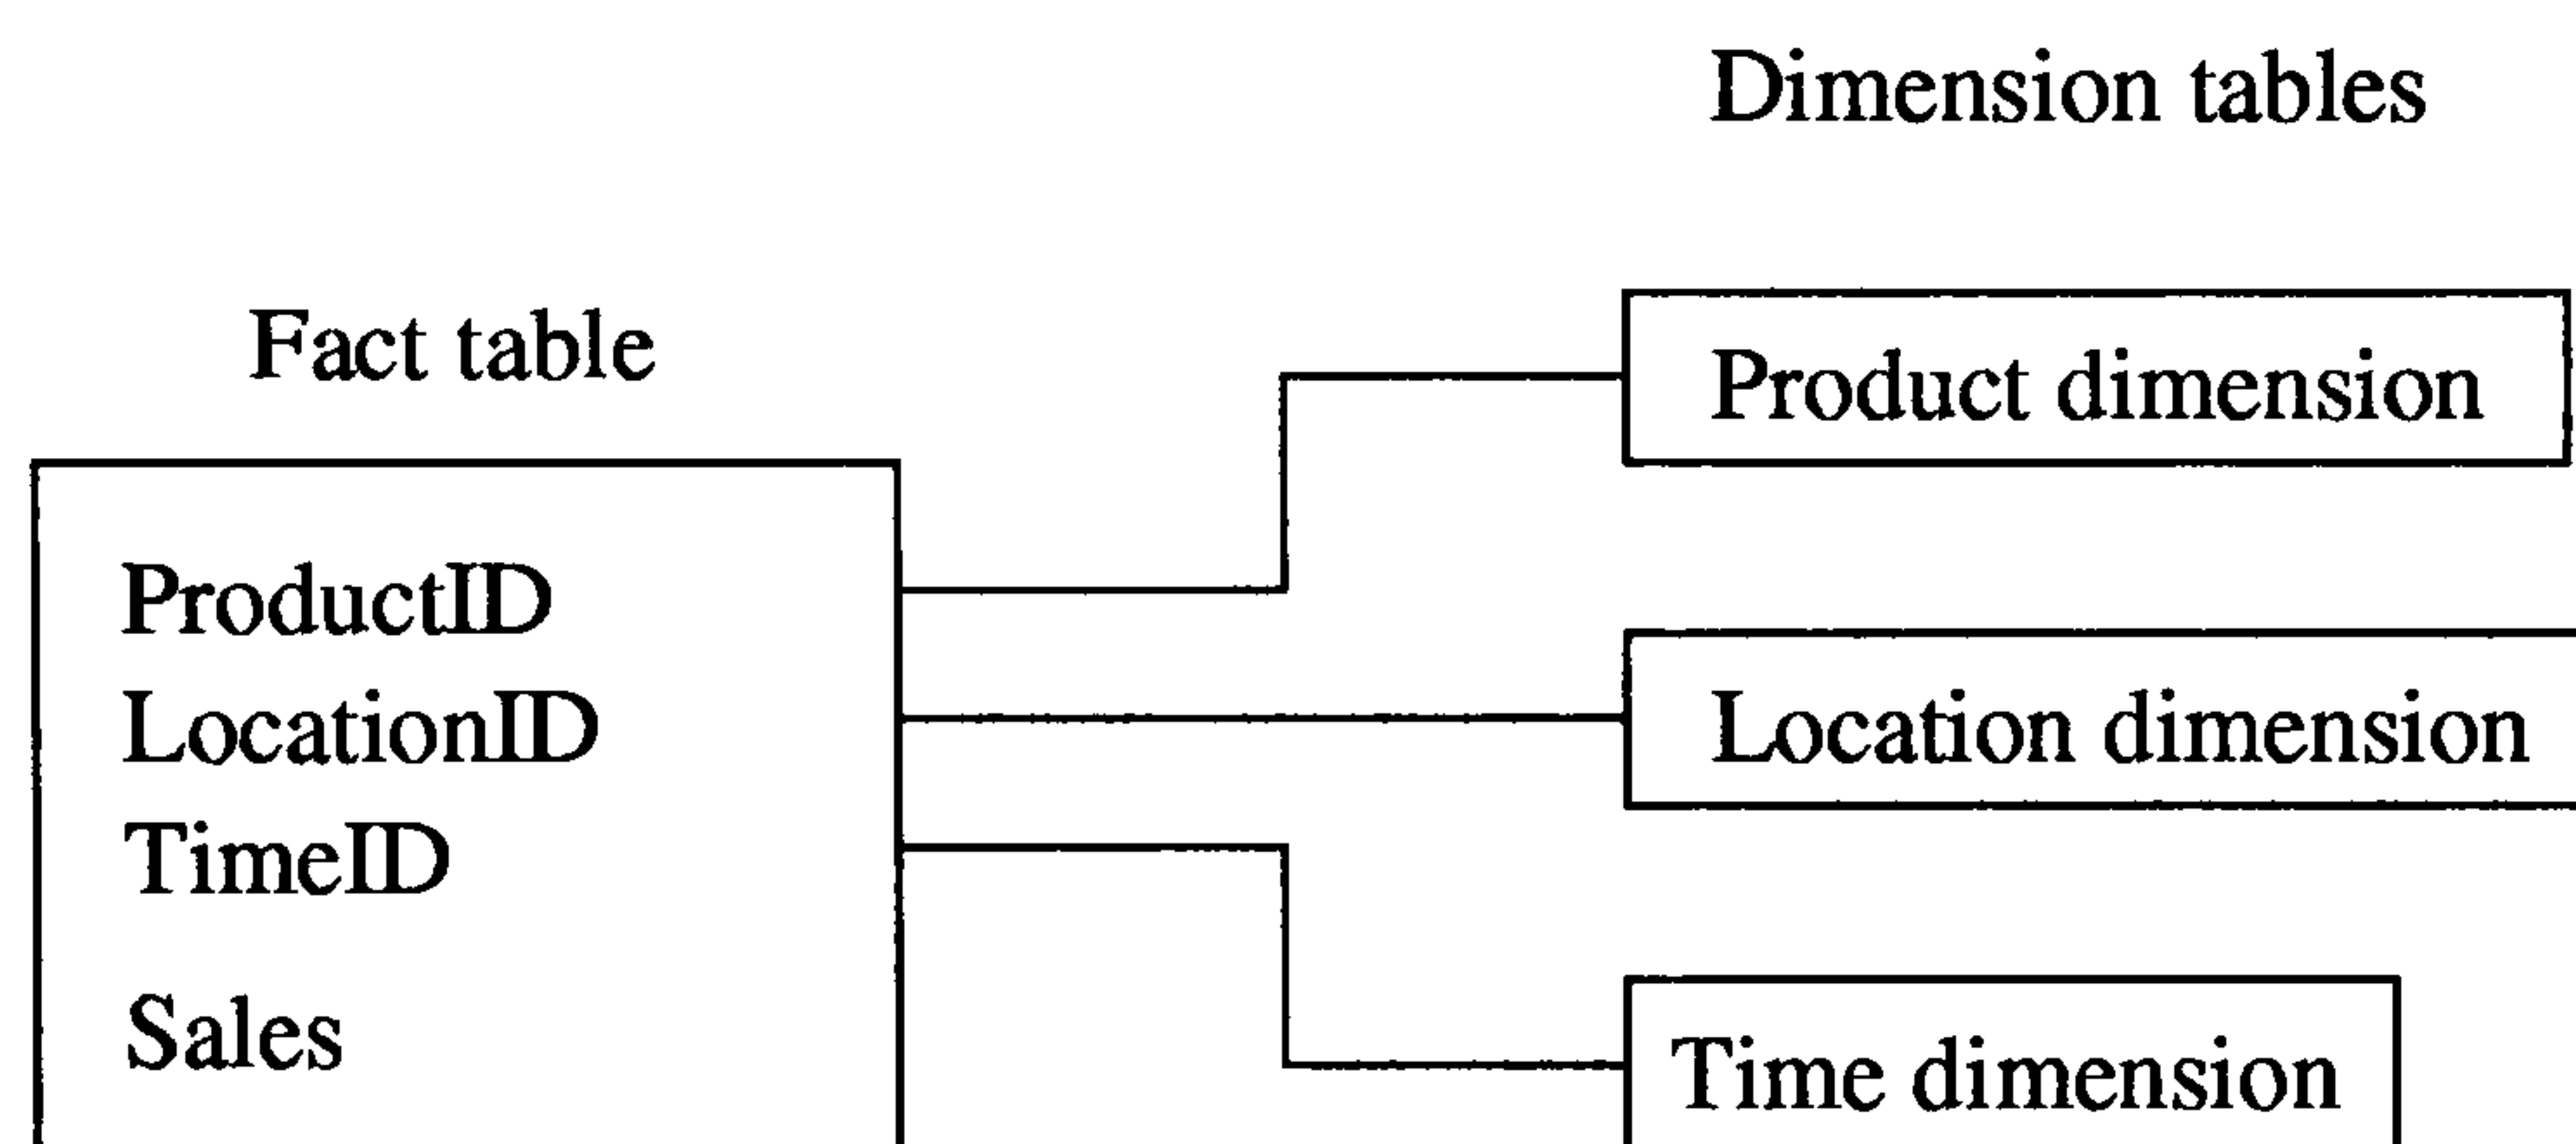 Dimension tables
Fact table
Product dimension
ProductID
LocationID
Location dimension
TimeID
Sales
Time dimension